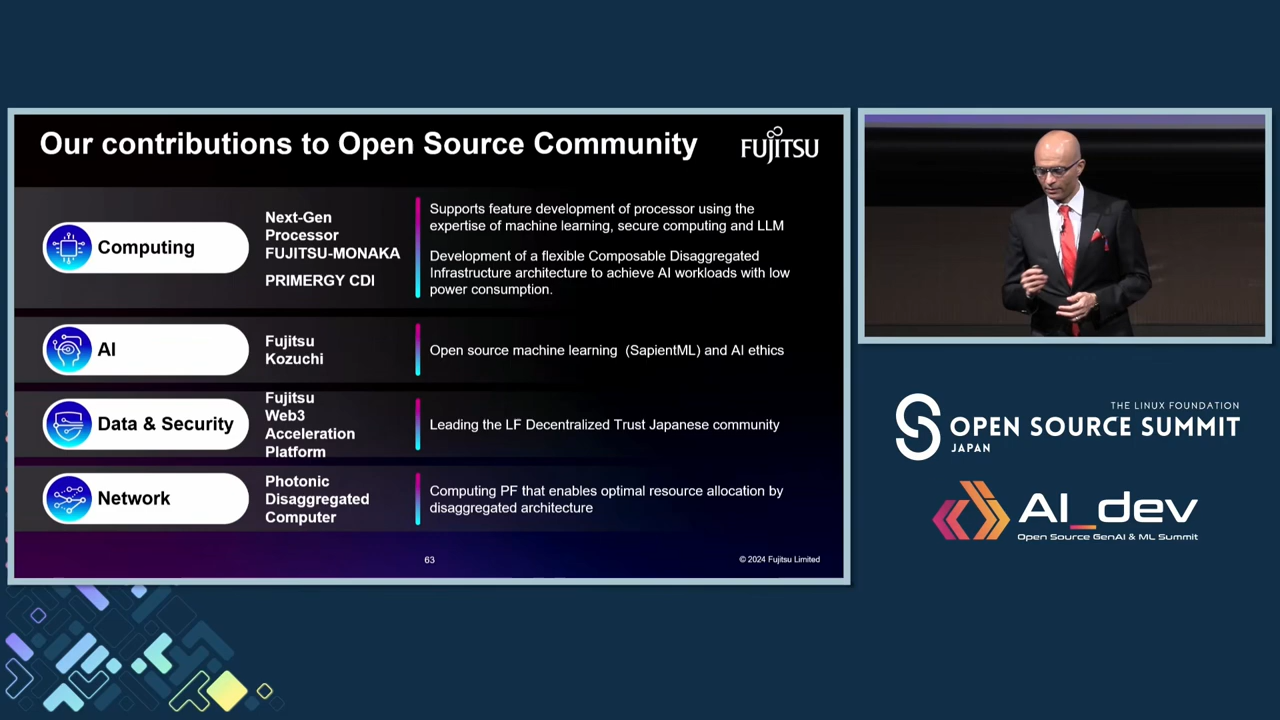 Our contributions to Open Source Community
FUJITSU
Computing
Next-Gen
Processor
FUJITSU-MONAKA
PRIMERGY CDI
Supports feature development of processor using the
expertise of machine learning, secure computing and LLM
Development of a flexible Composable Disaggregated
Infrastructure architecture to achieve AI workloads with low
power consumption.
AI
Fujitsu
Kozuchi
Open source machine learning (SapientML) and AI ethics
Data & Security
Fujitsu
Web3
Acceleration
Platform
Leading the LF Decentralized Trust Japanese community
Network
Photonic
Disaggregated
Computer
Computing PF that enables optimal resource allocation by
disaggregated architecture
63
© 2024 Fujitsu Limited
THE LINUX FOUNDATION
OPEN SOURCE SUMMIT
JAPAN
AI_dev
Open Source GenAI & ML Summit